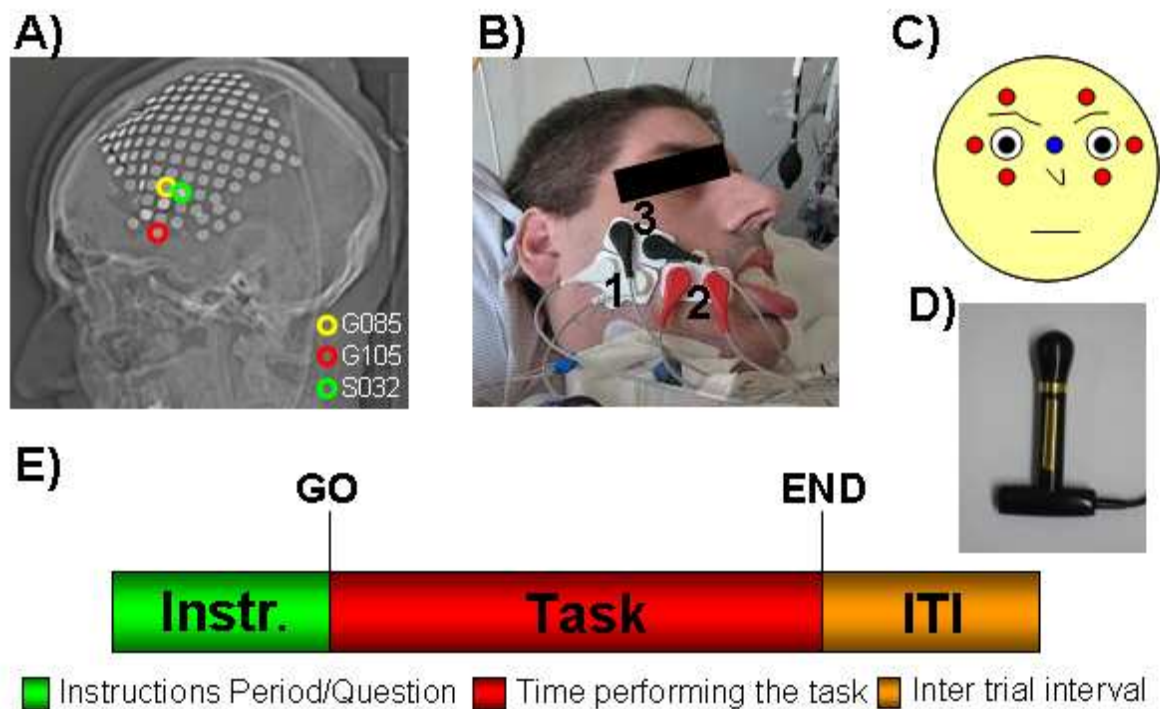 A)
B)
C)
G085
G105
S032
1
2
3
D)
E)
GO
END
Instr.
Task
ITI
Instructions Period/Question
Time performing the task
Inter trial interval